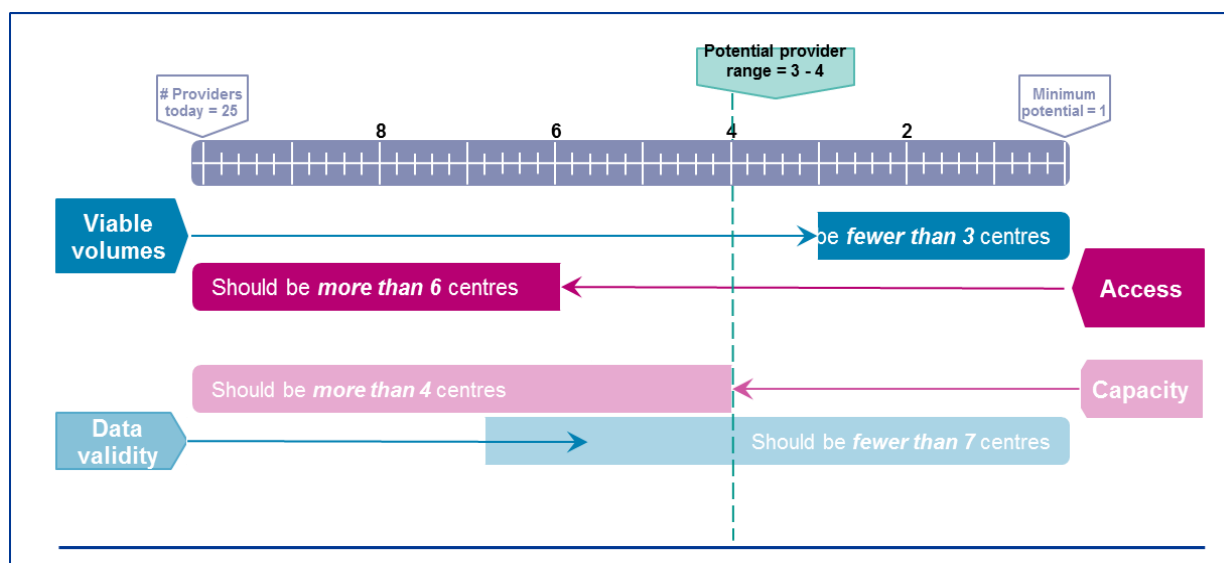 Potential provider
range = 3 - 4
# Providers
today = 25
Minimum
potential = 1
8
6
4
2
Viable
volumes
be fewer than 3 centres
Should be more than 6 centres
Access
Should be more than 4 centres
Capacity
Data
validity
Should be fewer than 7 centres